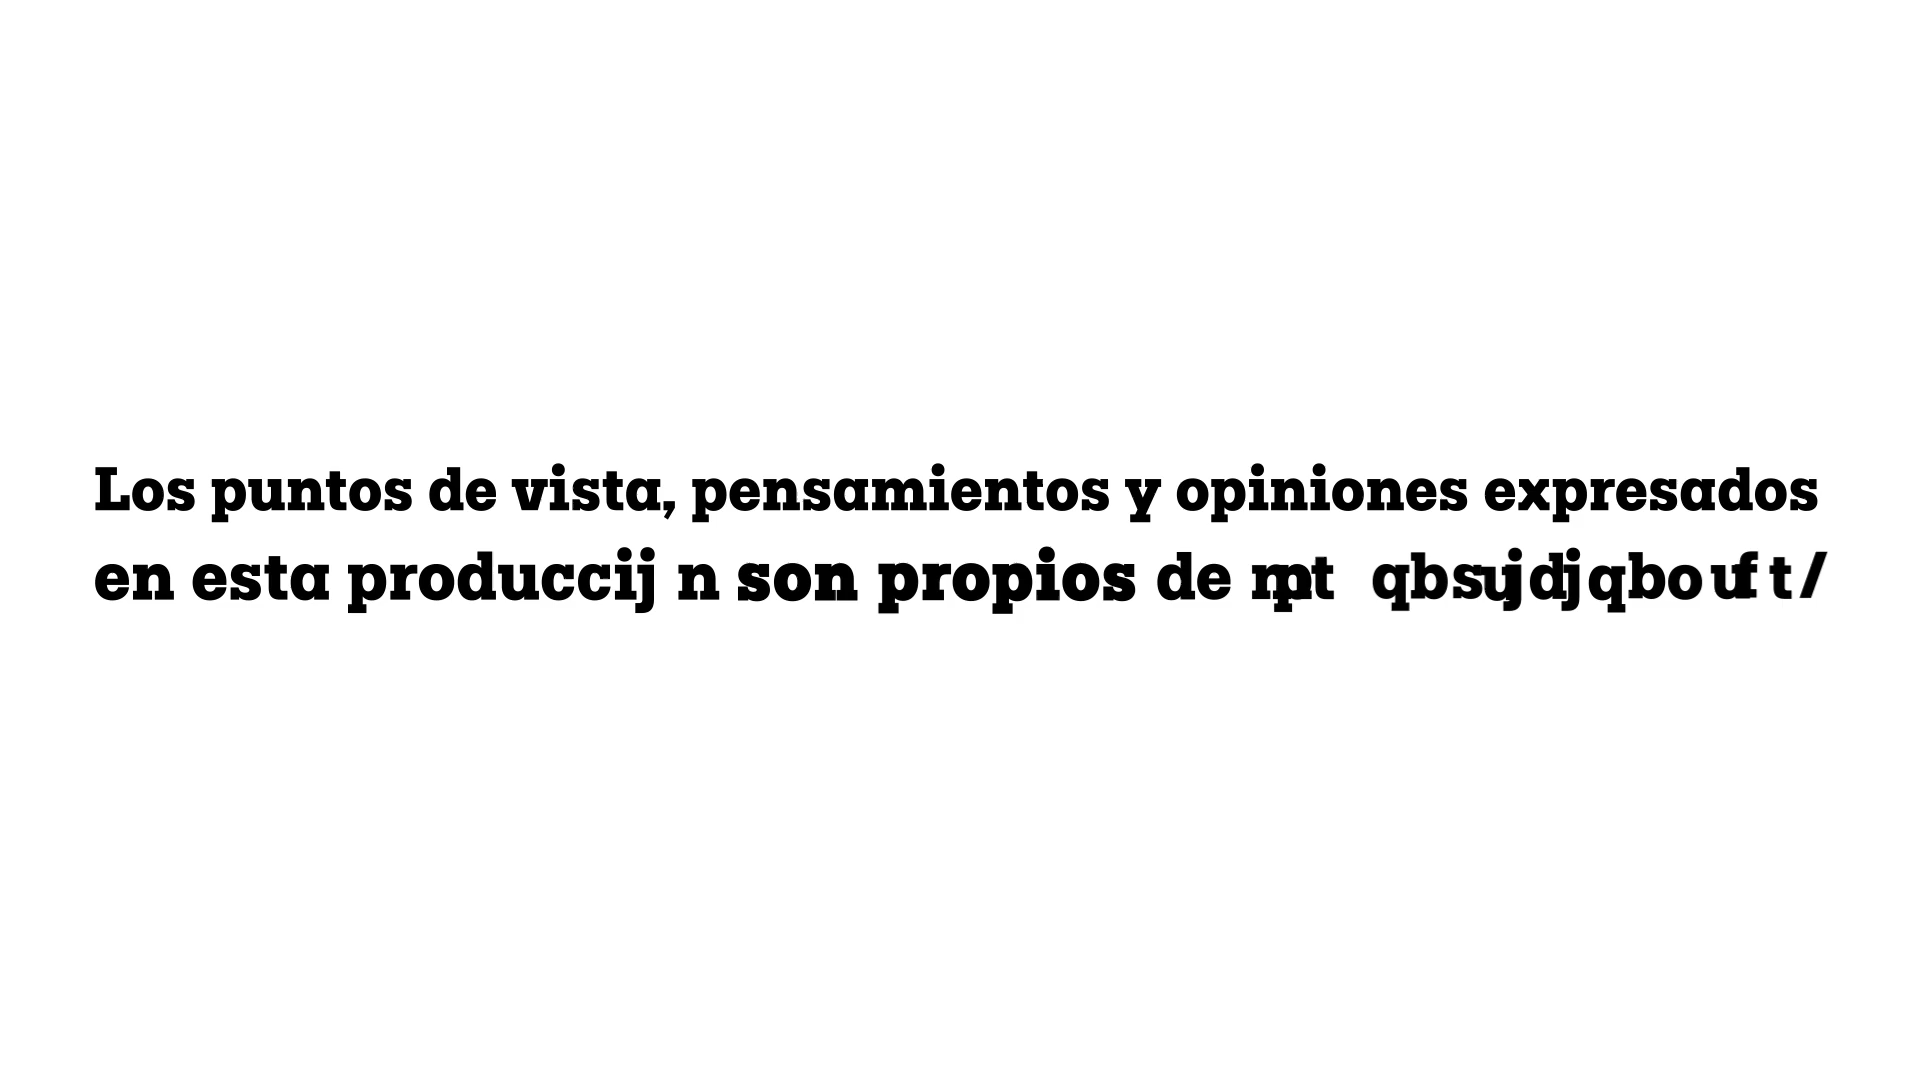 Los puntos de vista, pensamientos y opiniones expresados
en esta produccij n son propios de mpt qbsujdjqbouft/